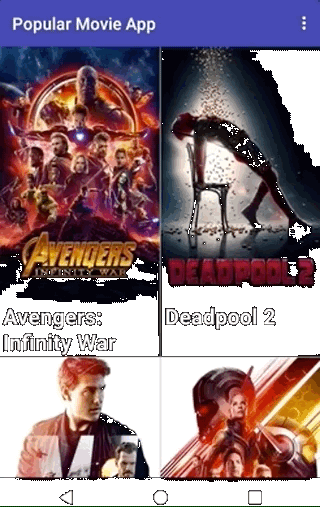 Popular Movie App
AVENGERS
INFINITY WAR
DEADPOOL 2
Avengers:
Infinity War
Deadpool 2